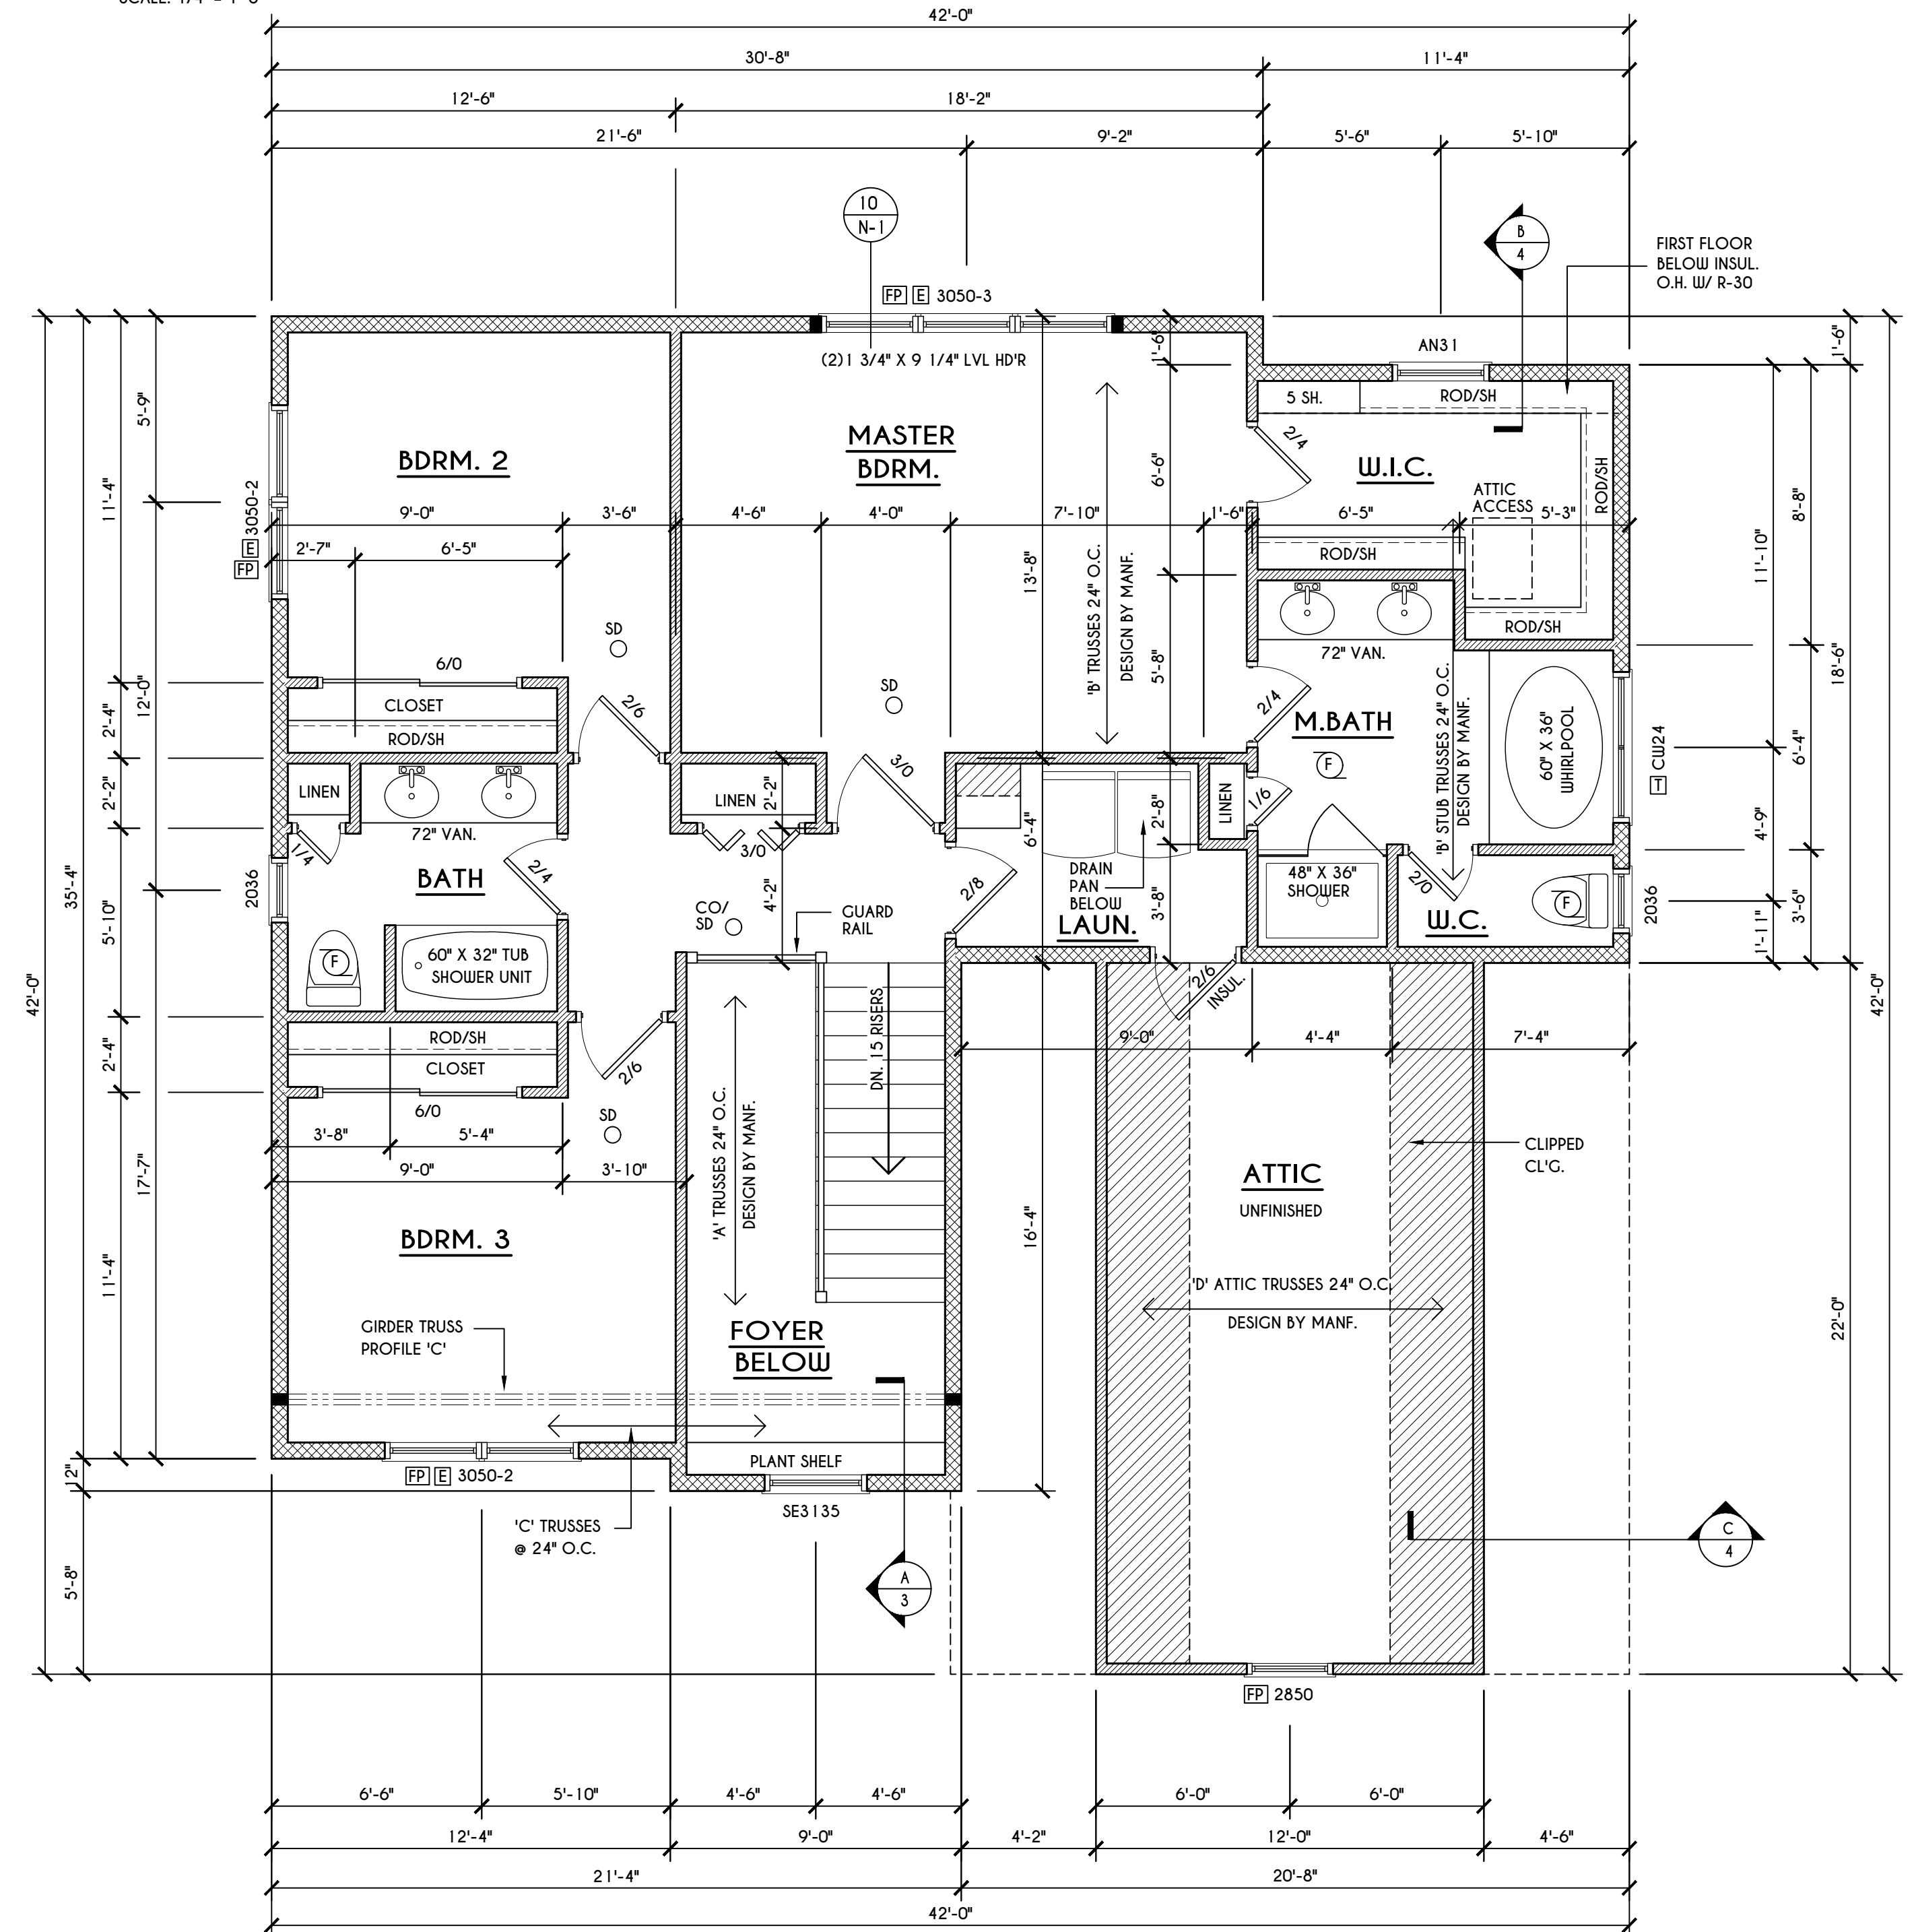 42'-0"
30'-8"
11'-4"
12'-6"
18'-2"
21'-6"
9'-2"
5'-6"
5'-10"
10
N-1
B
4
FIRST FLOOR
BELOW INSUL.
O.H. W/ R-30
FP E 3050-3
(2)1 3/4" X 9 1/4" LVL HD'R
AN31
1'-6"
1'-6"
5 SH.
ROD/SH
ROD/SH
5'-9"
BDRM. 2
MASTER
BDRM.
2/4
W.I.C.
ATTIC
ACCESS
6'-6"
8'-8"
11'-4"
3050-2
E
FP
9'-0"
3'-6"
4'-6"
4'-0"
7'-10"
1'-6"
6'-5"
5'-3"
2'-7"
6'-5"
ROD/SH
13'-8"
'B' TRUSSES 24" O.C.
DESIGN BY MANF.
11'-10"
SD
ROD/SH
72" VAN.
6/0
5'-8"
18'-6"
12'-0"
2'-4"
CLOSET
ROD/SH
2/6
SD
2/4
M.BATH
F
'B' STUB TRUSSES 24" O.C.
DESIGN BY MANF.
60" X 36"
WHIRLPOOL
T CW24
6'-4"
3/0
2'-2"
LINEN
72" VAN.
LINEN
2'-2"
3/0
6'-4"
2'-8"
LINEN
1/6
4'-9"
1/4
BATH
2/4
2036
35'-4"
DRAIN
PAN
BELOW
LAUN.
2/8
48" X 36"
SHOWER
2/0
W.C.
F
2036
3'-6"
1'-11"
3'-8"
4'-2"
CO/
SD
GUARD
RAIL
5'-10"
F
60" X 32" TUB
SHOWER UNIT
42'-0"
42'-0"
2/6
INSUL.
DN. 15 RISERS
2'-4"
ROD/SH
CLOSET
6/0
2/6
9'-0"
4'-4"
7'-4"
SD
3'-8"
5'-4"
9'-0"
3'-10"
17'-7"
'A' TRUSSES 24" O.C.
DESIGN BY MANF.
CLIPPED
CL'G.
ATTIC
UNFINISHED
BDRM. 3
16'-4"
11'-4"
'D' ATTIC TRUSSES 24" O.C
DESIGN BY MANF.
22'-0"
GIRDER TRUSS
PROFILE 'C'
FOYER
BELOW
PLANT SHELF
12"
FP E 3050-2
SE3135
'C' TRUSSES
@ 24" O.C.
C
4
5'-8"
A
3
FP 2850
6'-6"
5'-10"
4'-6"
4'-6"
6'-0"
6'-0"
12'-4"
9'-0"
4'-2"
12'-0"
4'-6"
21'-4"
20'-8"
42'-0"